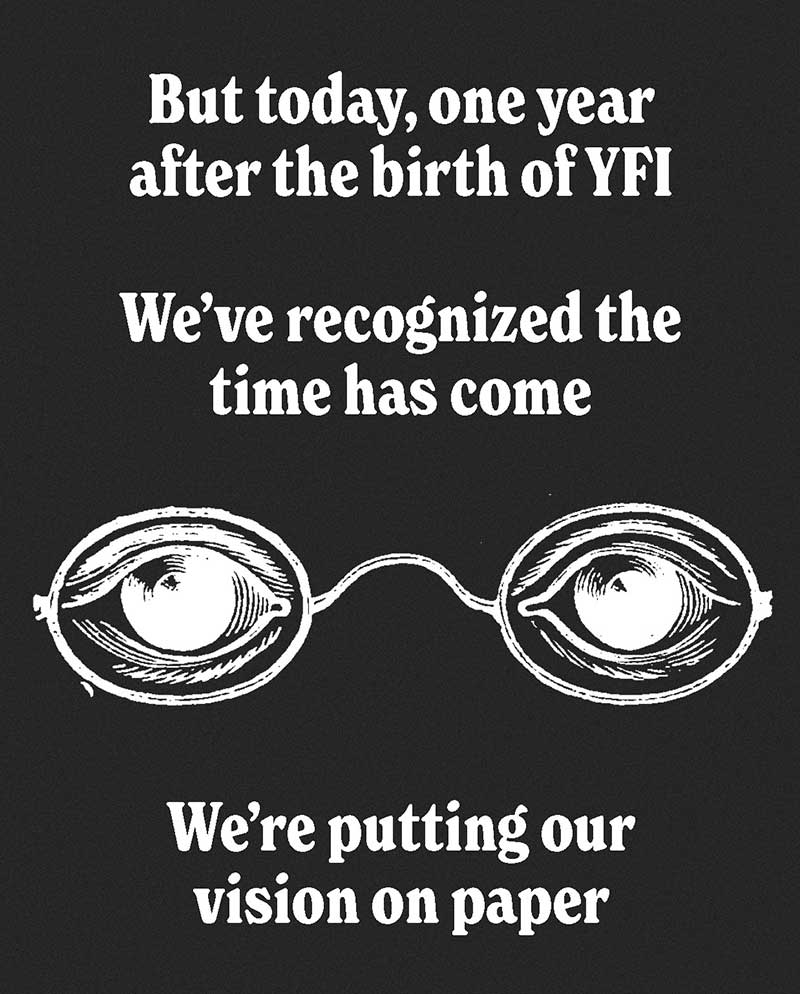 But today, one year
after the birth of YFI
We’ve recognized the
time has come
We’re putting our
vision on paper